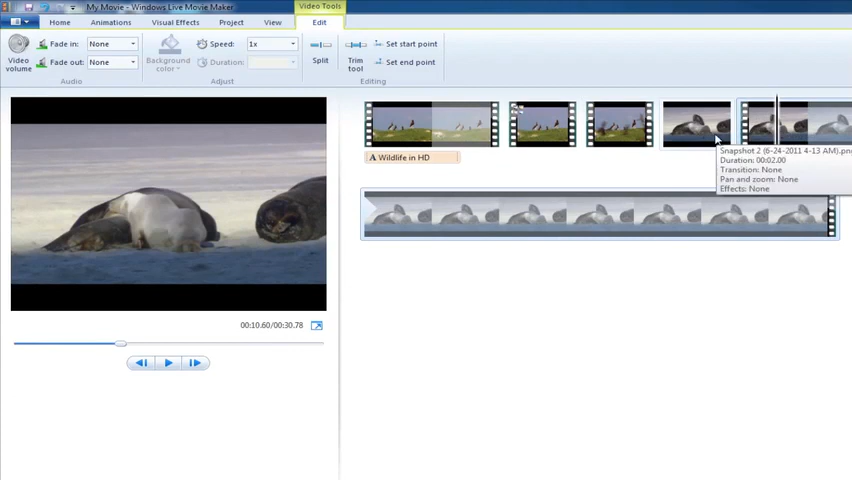 My Movie - Windows Live Movie Maker
Video Tools
Home Animations Visual Effects Project View Edit
Video volume
Fade in: None
Fade out: None
Audio
Background color
Speed: 1x
Duration:
Adjust
Split
Trim tool
Set start point
Set end point
Editing
Wildlife in HD
Snapshot 2 (6-24-2011 4-13 AM).png
Duration: 00:02.00
Transition: None
Pan and zoom: None
Effects: None
00:10.60/00:30.78